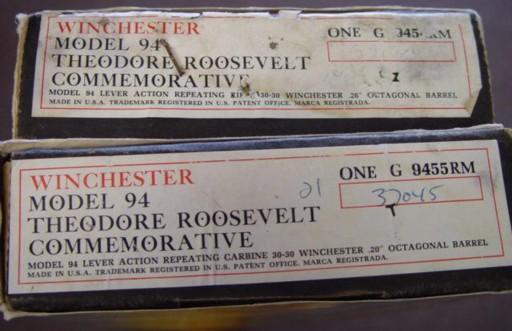 WINCHESTER
MODEL 94
THEODORE ROOSEVELT
COMMEMORATIVE
ONE G
MODEL 94 LEVER ACTION REPEATING 30-30 WINCHESTER 26" OCTAGONAL BARREL
MADE IN U.S.A. TRADEMARK REGISTERED IN U.S. PATENT OFFICE. MARCA REGISTRADA.
WINCHESTER
MODEL 94
THEODORE ROOSEVELT
COMMEMORATIVE
21
ONE G 9455RM
37045
MODEL 94 LEVER ACTION REPEATING CARBINE 30-30 WINCHESTER 20" OCTAGONAL BARREL
MADE IN U.S.A. TRADEMARK REGISTERED IN U.S. PATENT OFFICE. MARCA REGISTRADA.